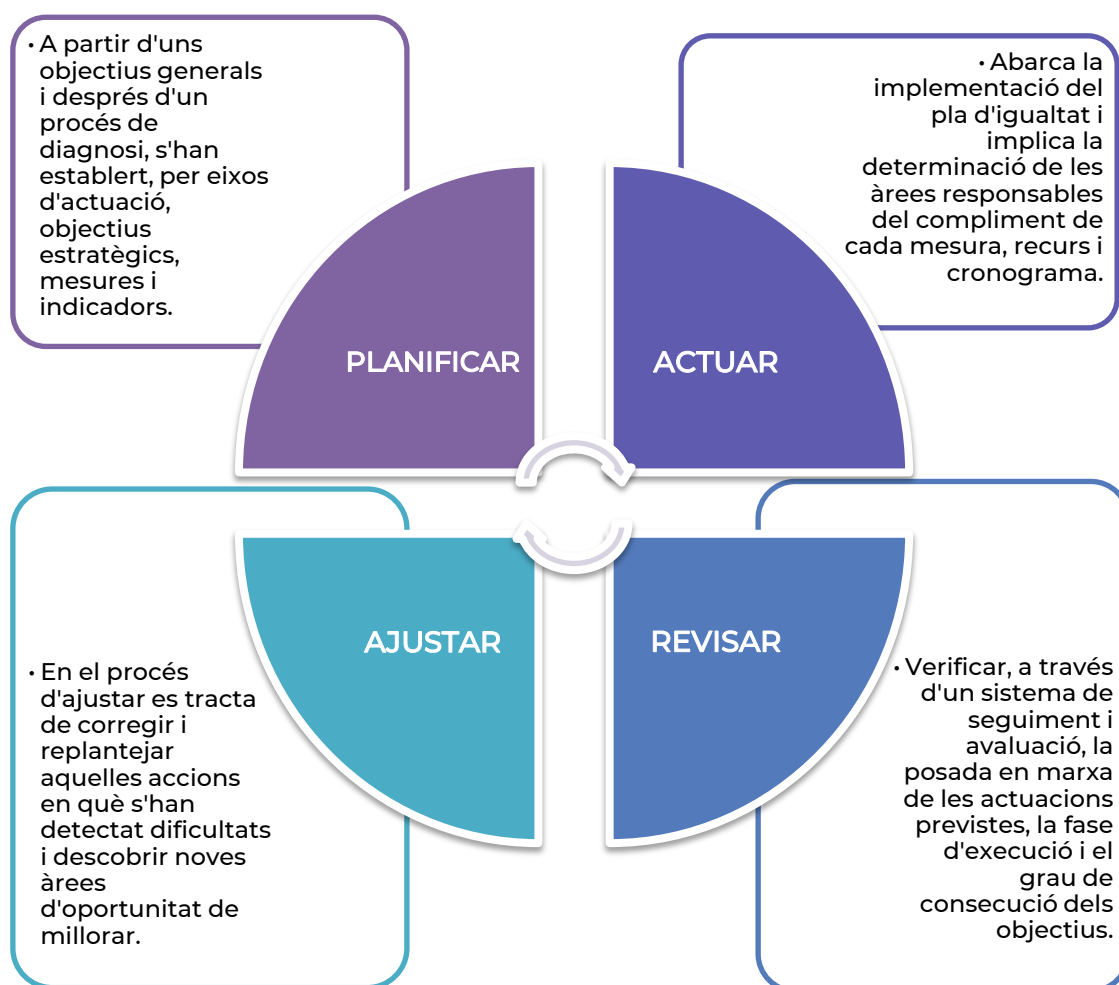 · A partir d'uns
objectius generals
i després d'un
procés de
diagnosi, s'han
establert, per eixos
d'actuació,
objectius
estratègics,
mesures i
indicadors.
· Abarca la
implementació del
pla d'igualtat i
implica la
determinació de les
àrees responsables
del compliment de
cada mesura, recurs i
cronograma.
PLANIFICAR
ACTUAR
AJUSTAR
REVISAR
· En el procés
d'ajustar es tracta
de corregir i
replantejar
aquelles accions
en què s'han
detectat dificultats
i descobrir noves
àrees
d'oportunitat de
millorar.
· Verificar, a través
d'un sistema de
seguiment i
avaluació, la
posada en marxa
de les actuacions
previstes, la fase
d'execució i el
grau de
consecució dels
objectius.